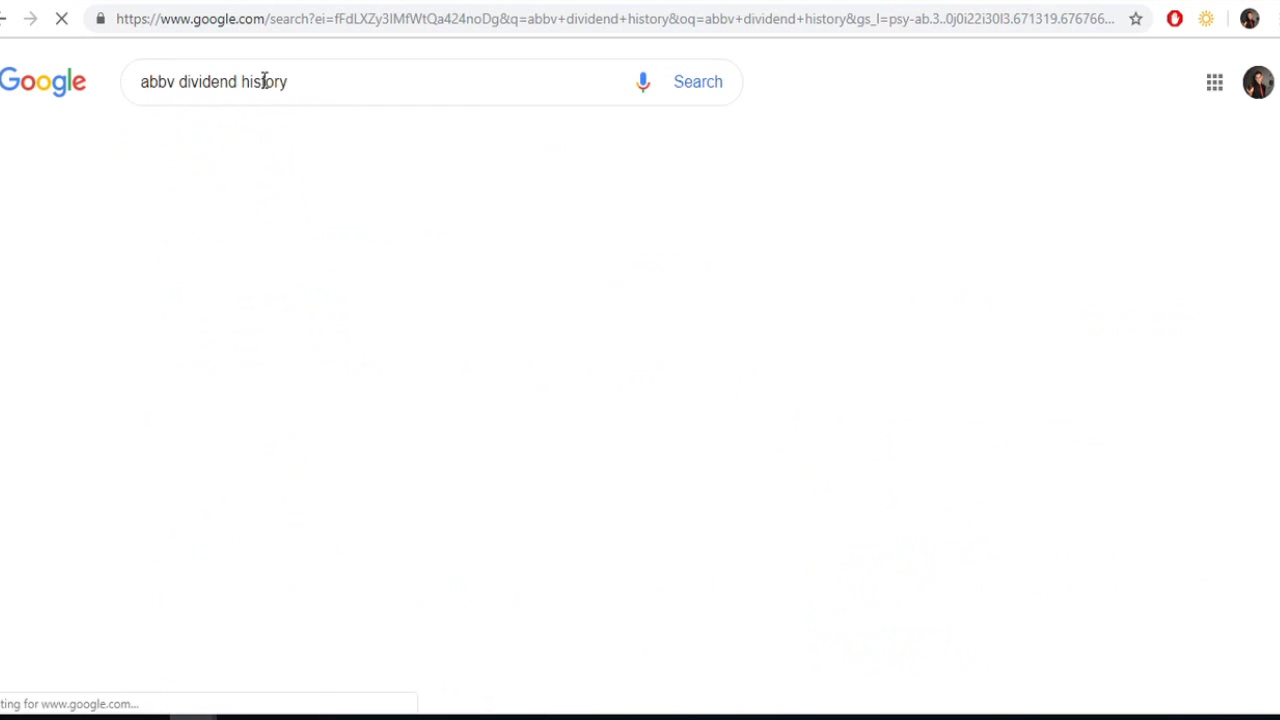 https://www.google.com/search?ei=fFdLXZy3IMfWtQa424noDg&q=abbv+dividend+history&oq=abbv+dividend+history&gs_l=psy-ab.3..0j0i22i30l3.671319.676766...
Google
abbv dividend history
Search
ting for www.google.com...